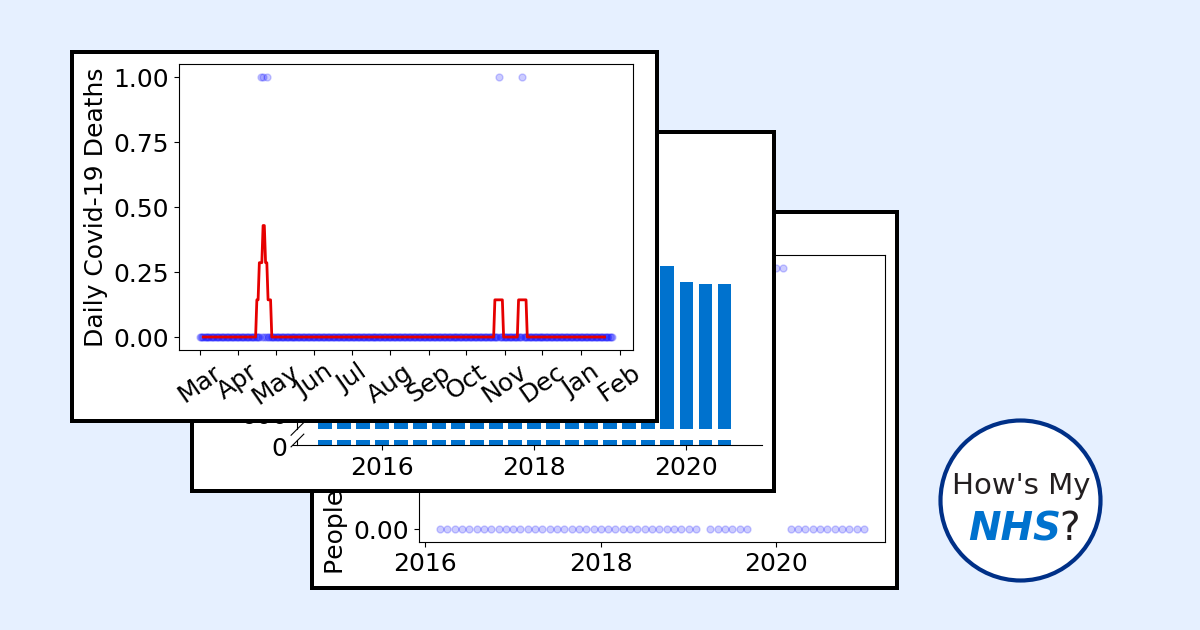 Daily Covid-19 Deaths
1.00
0.75
0.50
0.25
0.00
Mar Apr May Jun Jul Aug Sep Oct Nov Dec Jan Feb
0
2016 2018 2020
People
0.00
2016 2018 2020
How's My
NHS?